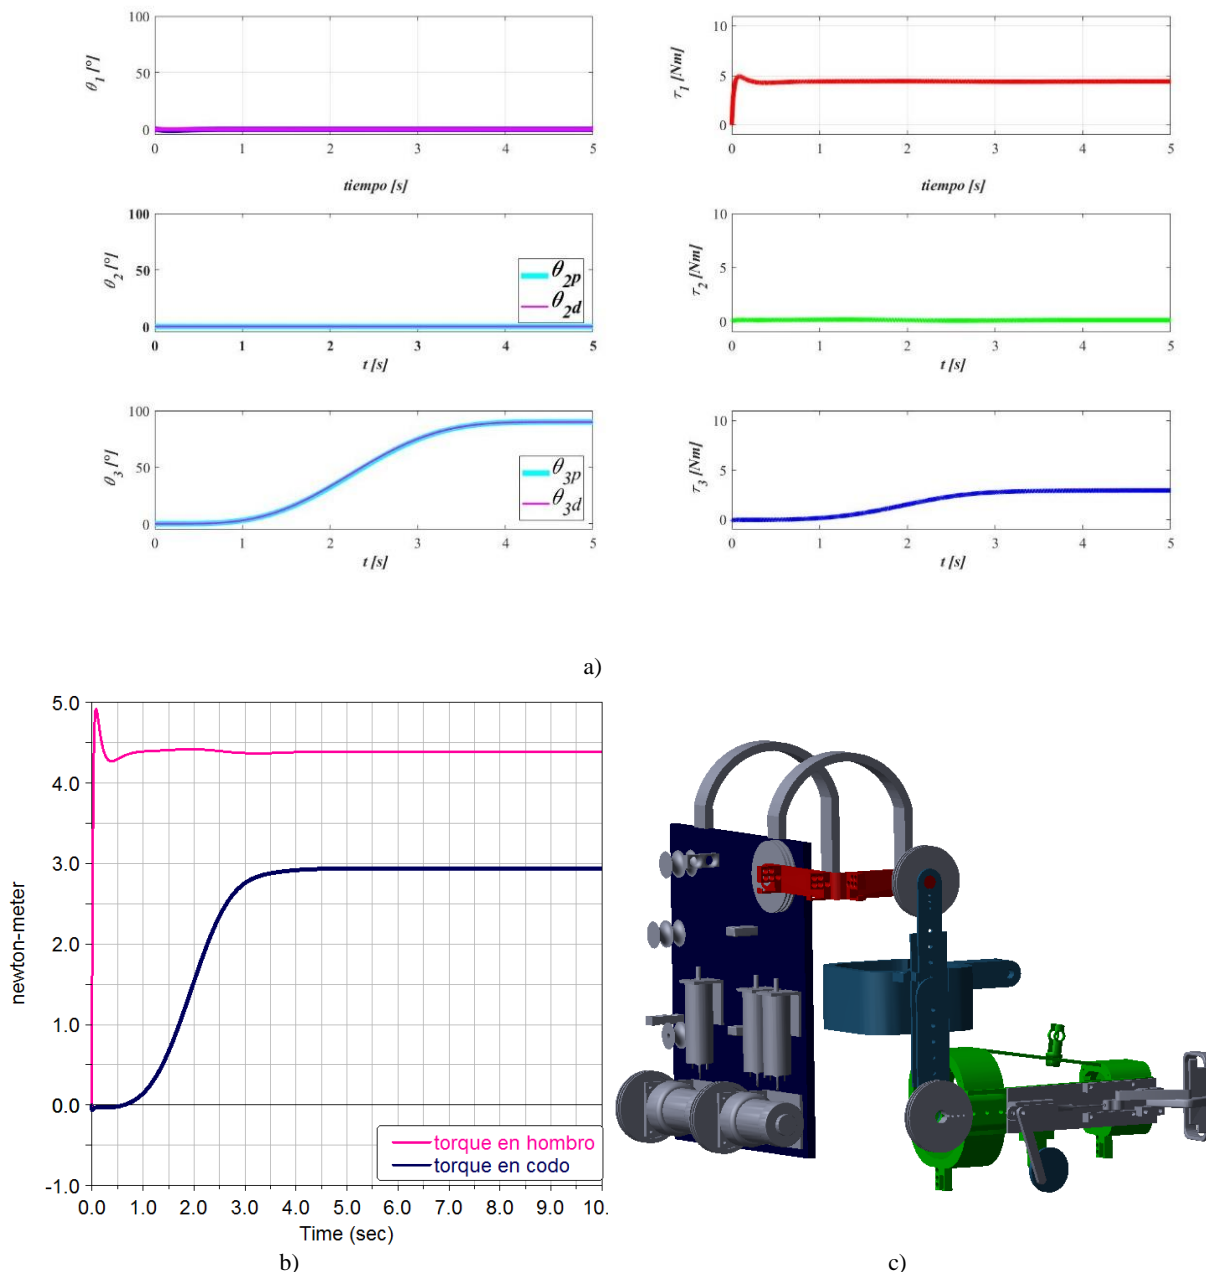 100
50
0
θ1 [°]
0 1 2 3 4 5
tiempo [s]
10
5
0
τ1 [Nm]
0 1 2 3 4 5
tiempo [s]
100
50
0
θ2 [°]
θ2p
θ2d
0 1 2 3 4 5
t [s]
10
5
0
τ2 [Nm]
0 1 2 3 4 5
t [s]
100
50
0
θ3 [°]
θ3p
θ3d
0 1 2 3 4 5
t [s]
10
5
0
τ3 [Nm]
0 1 2 3 4 5
t [s]
a)
5.0
4.0
3.0
2.0
1.0
0.0
-1.0
newton-meter
torque en hombro
torque en codo
0.0 1.0 2.0 3.0 4.0 5.0 6.0 7.0 8.0 9.0 10.
Time (sec)
b)
c)